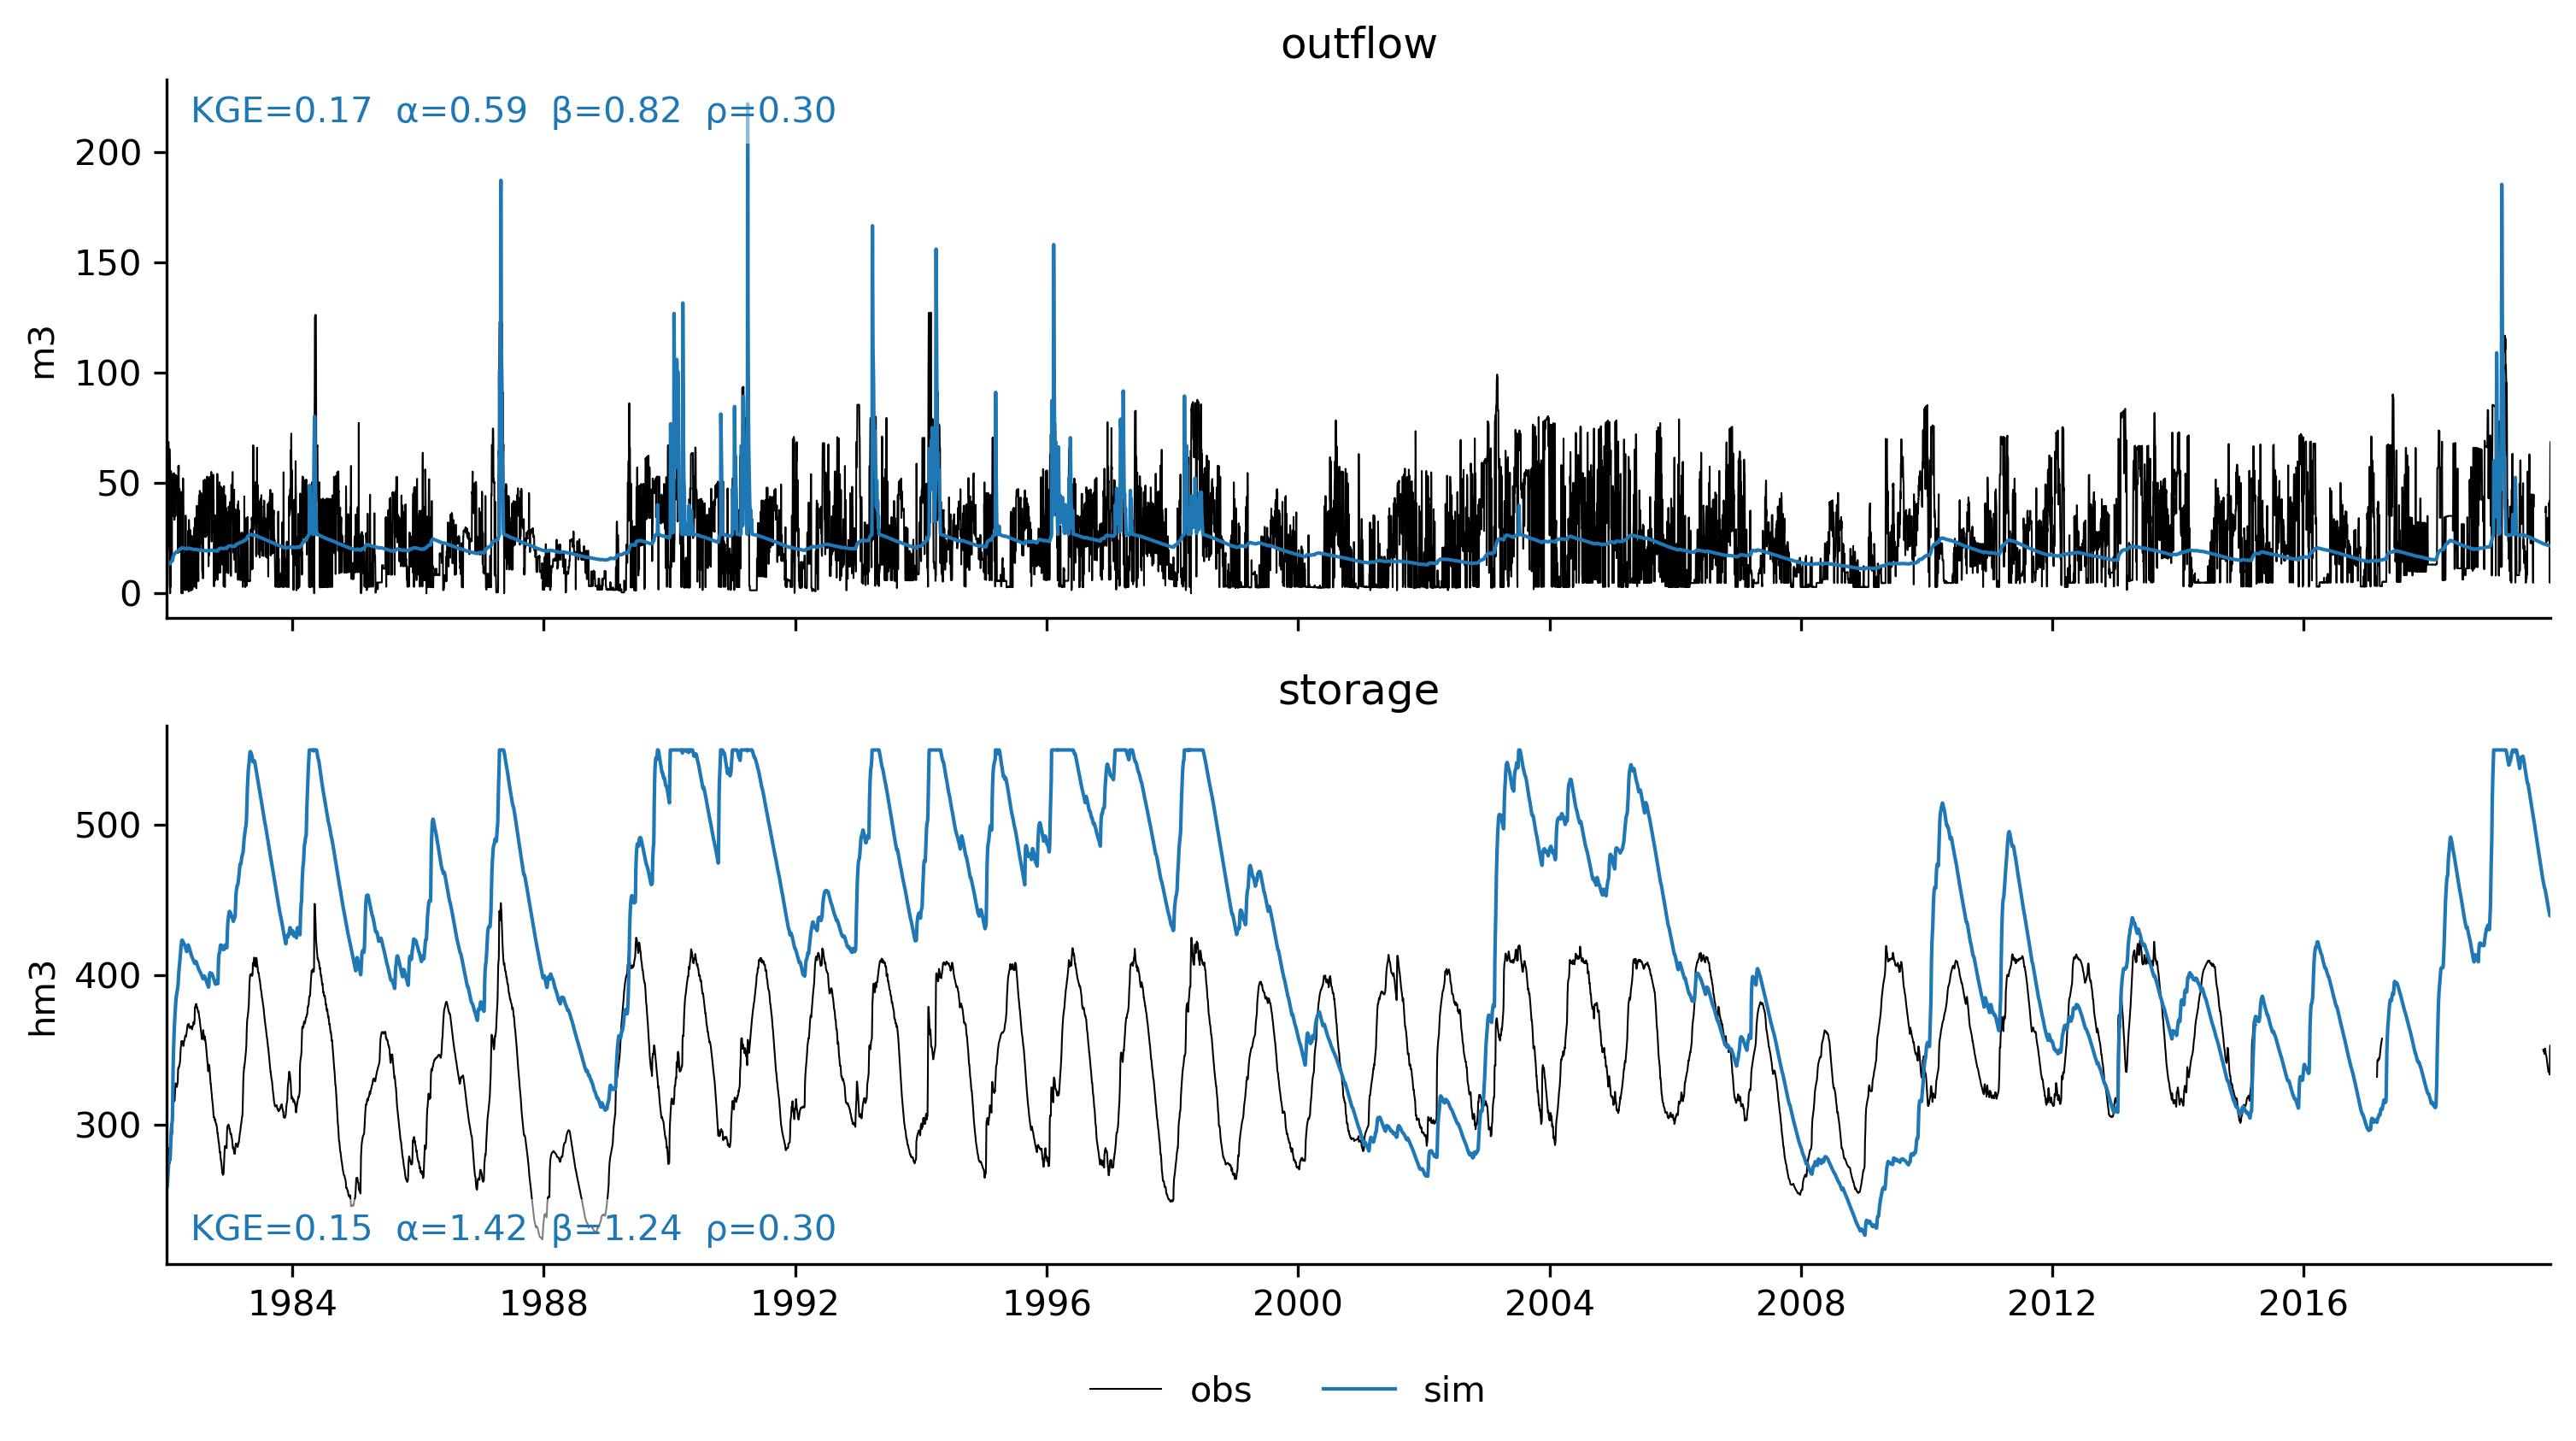 outflow
KGE=0.17 α=0.59 β=0.82 ρ=0.30
m3
200
150
100
50
0
storage
hm3
500
400
300
KGE=0.15 α=1.42 β=1.24 ρ=0.30
1984 1988 1992 1996 2000 2004 2008 2012 2016
obs sim